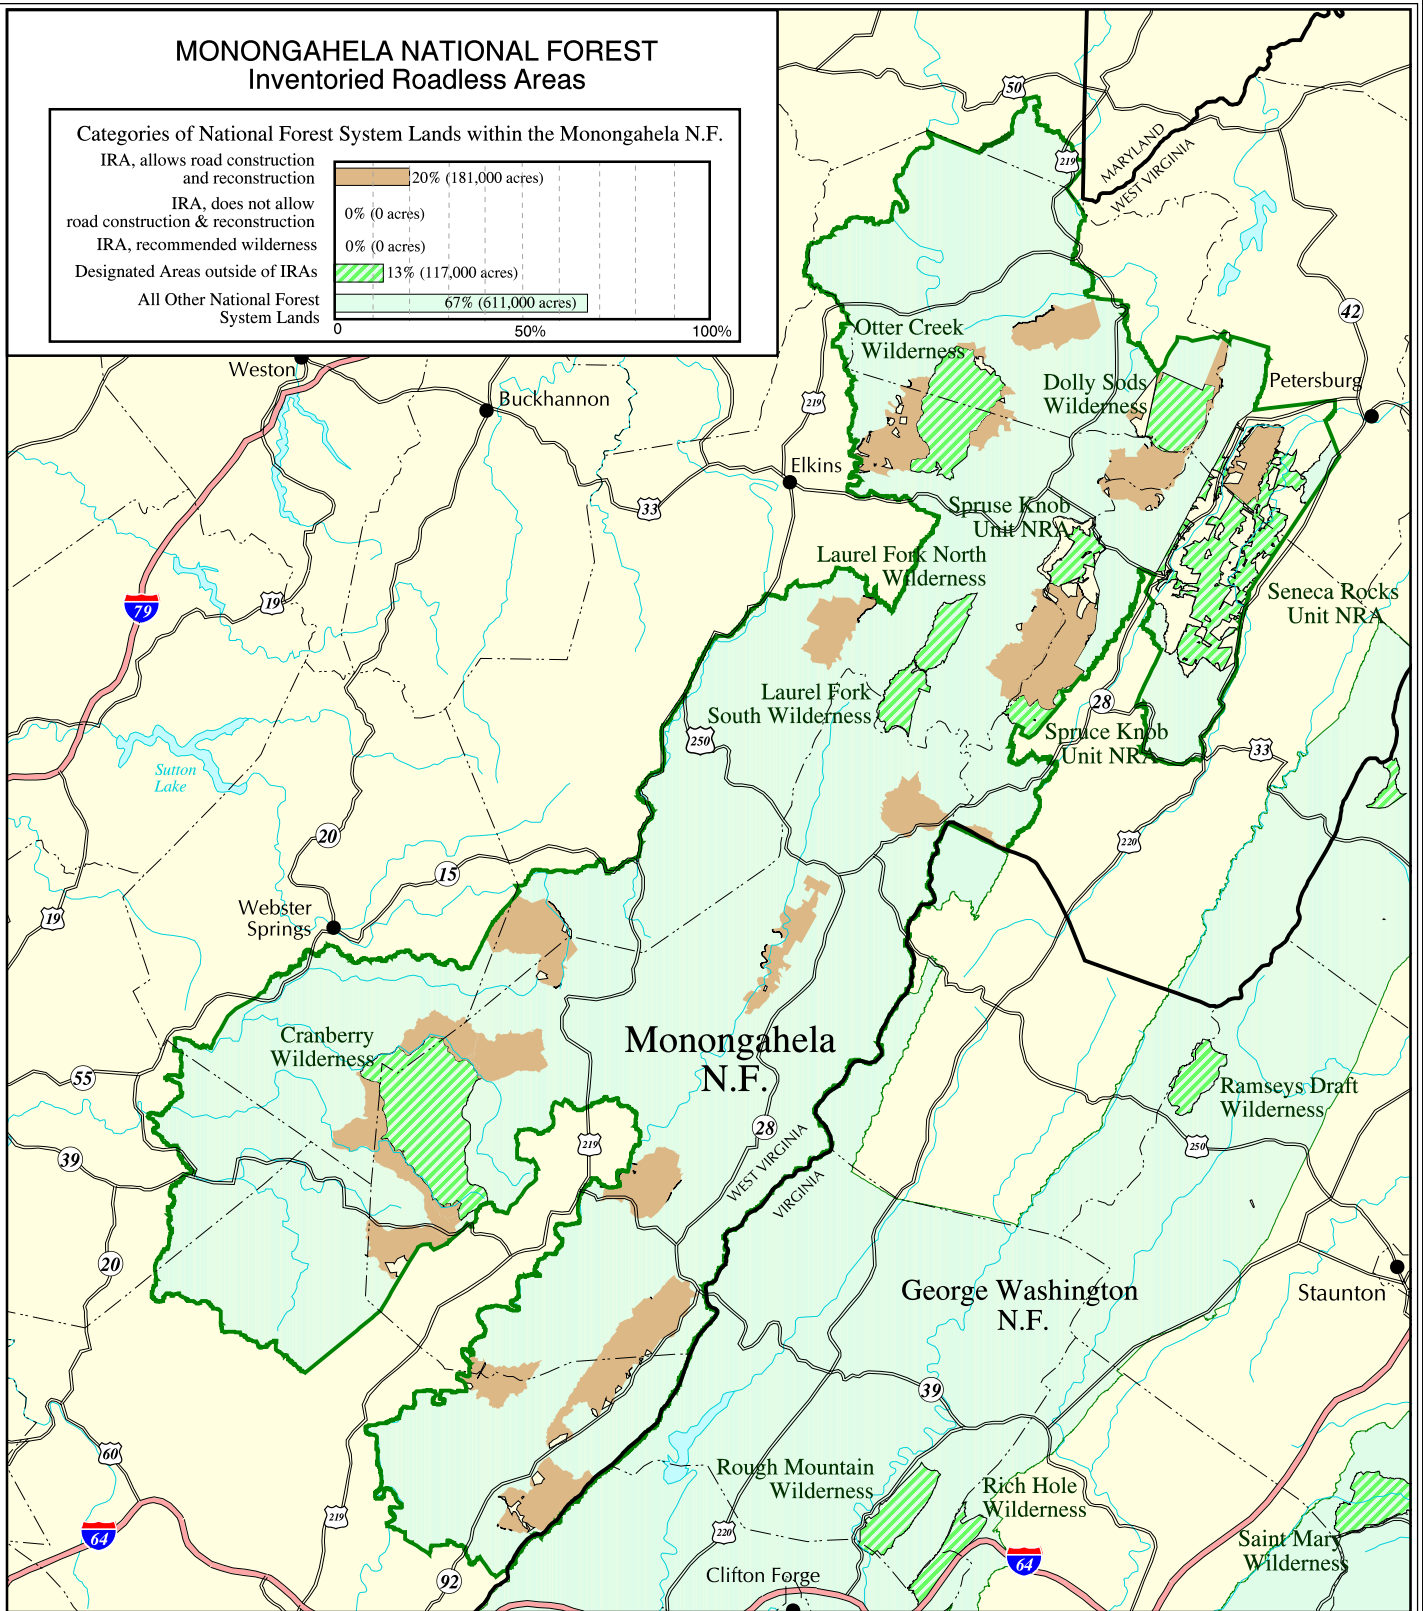 MONONGAHELA NATIONAL FOREST
Inventoried Roadless Areas
Categories of National Forest System Lands within the Monongahela N.F.
IRA, allows road construction
and reconstruction
20% (181,000 acres)
IRA, does not allow
road construction & reconstruction
0% (0 acres)
IRA, recommended wilderness
0% (0 acres)
Designated Areas outside of IRAs
13% (117,000 acres)
All Other National Forest
System Lands
67% (611,000 acres)
0
50%
100%
50
219
MARYLAND
WEST VIRGINIA
42
Otter Creek
Wilderness
Dolly Sods
Wilderness
Petersburg
Weston
Buckhannon
219
Elkins
33
Spruse Knob
Unit NRA
Laurel Fork North
Wilderness
Seneca Rocks
Unit NRA
79
19
Laurel Fork
South Wilderness
28
Spruce Knob
Unit NRA
250
33
Sutton
Lake
20
220
15
19
Webster
Springs
Cranberry
Wilderness
Monongahela
N.F.
55
Ramseys Draft
Wilderness
28
219
250
39
WEST VIRGINIA
VIRGINIA
20
George Washington
N.F.
Staunton
39
60
Rough Mountain
Wilderness
Rich Hole
Wilderness
219
64
220
Saint Mary
Wilderness
64
92
Clifton Forge